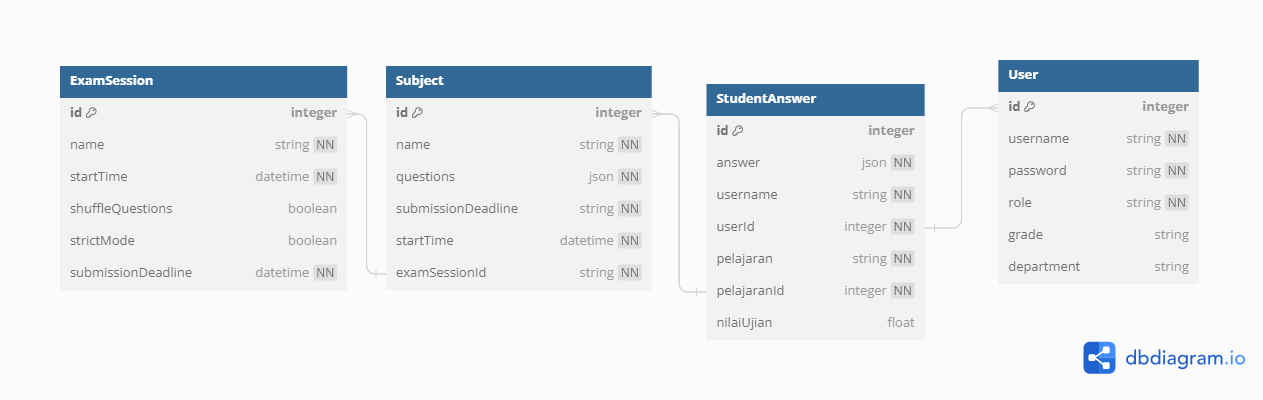 ExamSession
id integer
name string NN
startTime datetime NN
shuffleQuestions boolean
strictMode boolean
submissionDeadline datetime NN
Subject
id integer
name string NN
questions json NN
submissionDeadline string NN
startTime datetime NN
examSessionId string NN
StudentAnswer
id integer
answer json NN
username string NN
userId integer NN
pelajaran string NN
pelajaranId integer NN
nilaiUjian float
User
id integer
username string NN
password string NN
role string NN
grade string
department string
dbdiagram.io